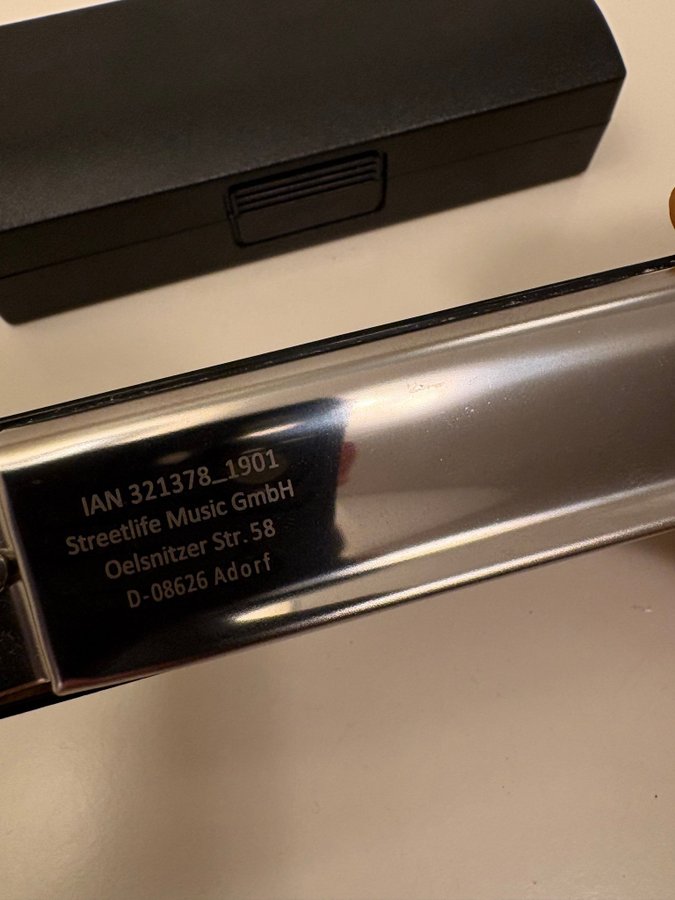 IAN 321378_1901
Streetlife Music GmbH
Oelsnitzer Str. 58
D-08626 Adorf